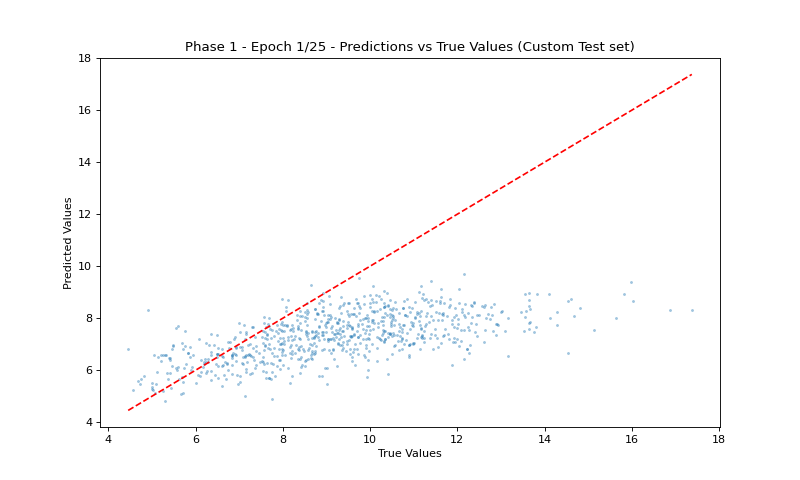 Phase 1 - Epoch 1/25 - Predictions vs True Values (Custom Test set)
18
16
14
12
10
8
6
4
Predicted Values
4 6 8 10 12 14 16 18
True Values